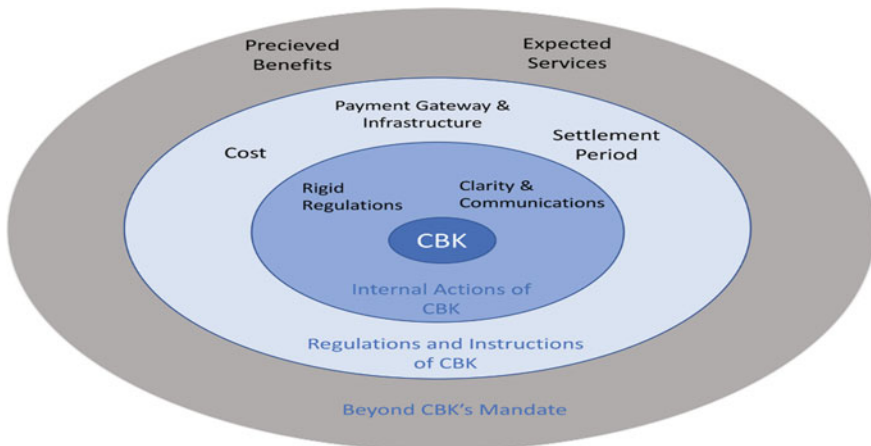 Precieved
Benefits
Expected
Services
Payment Gateway &
Infrastructure
Cost
Settlement
Period
Rigid
Regulations
Clarity &
Communications
CBK
Internal Actions of
CBK
Regulations and Instructions
of CBK
Beyond CBK's Mandate